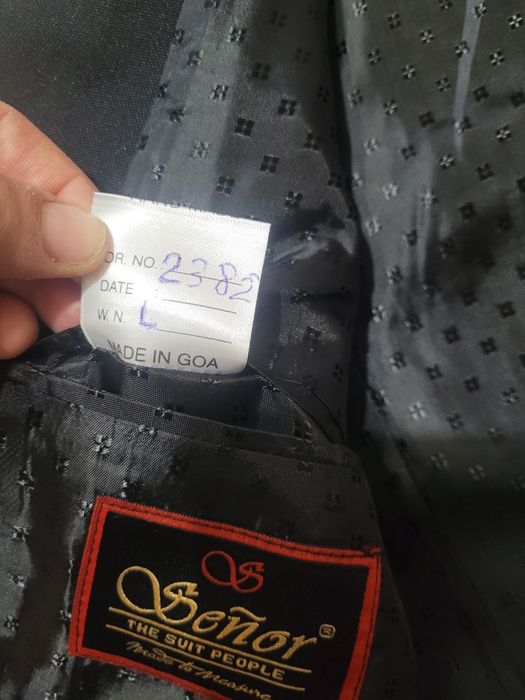 OR. NO. 2382
DATE :
W. N. L
MADE IN GOA
S
Señor®
THE SUIT PEOPLE
Made to Measure